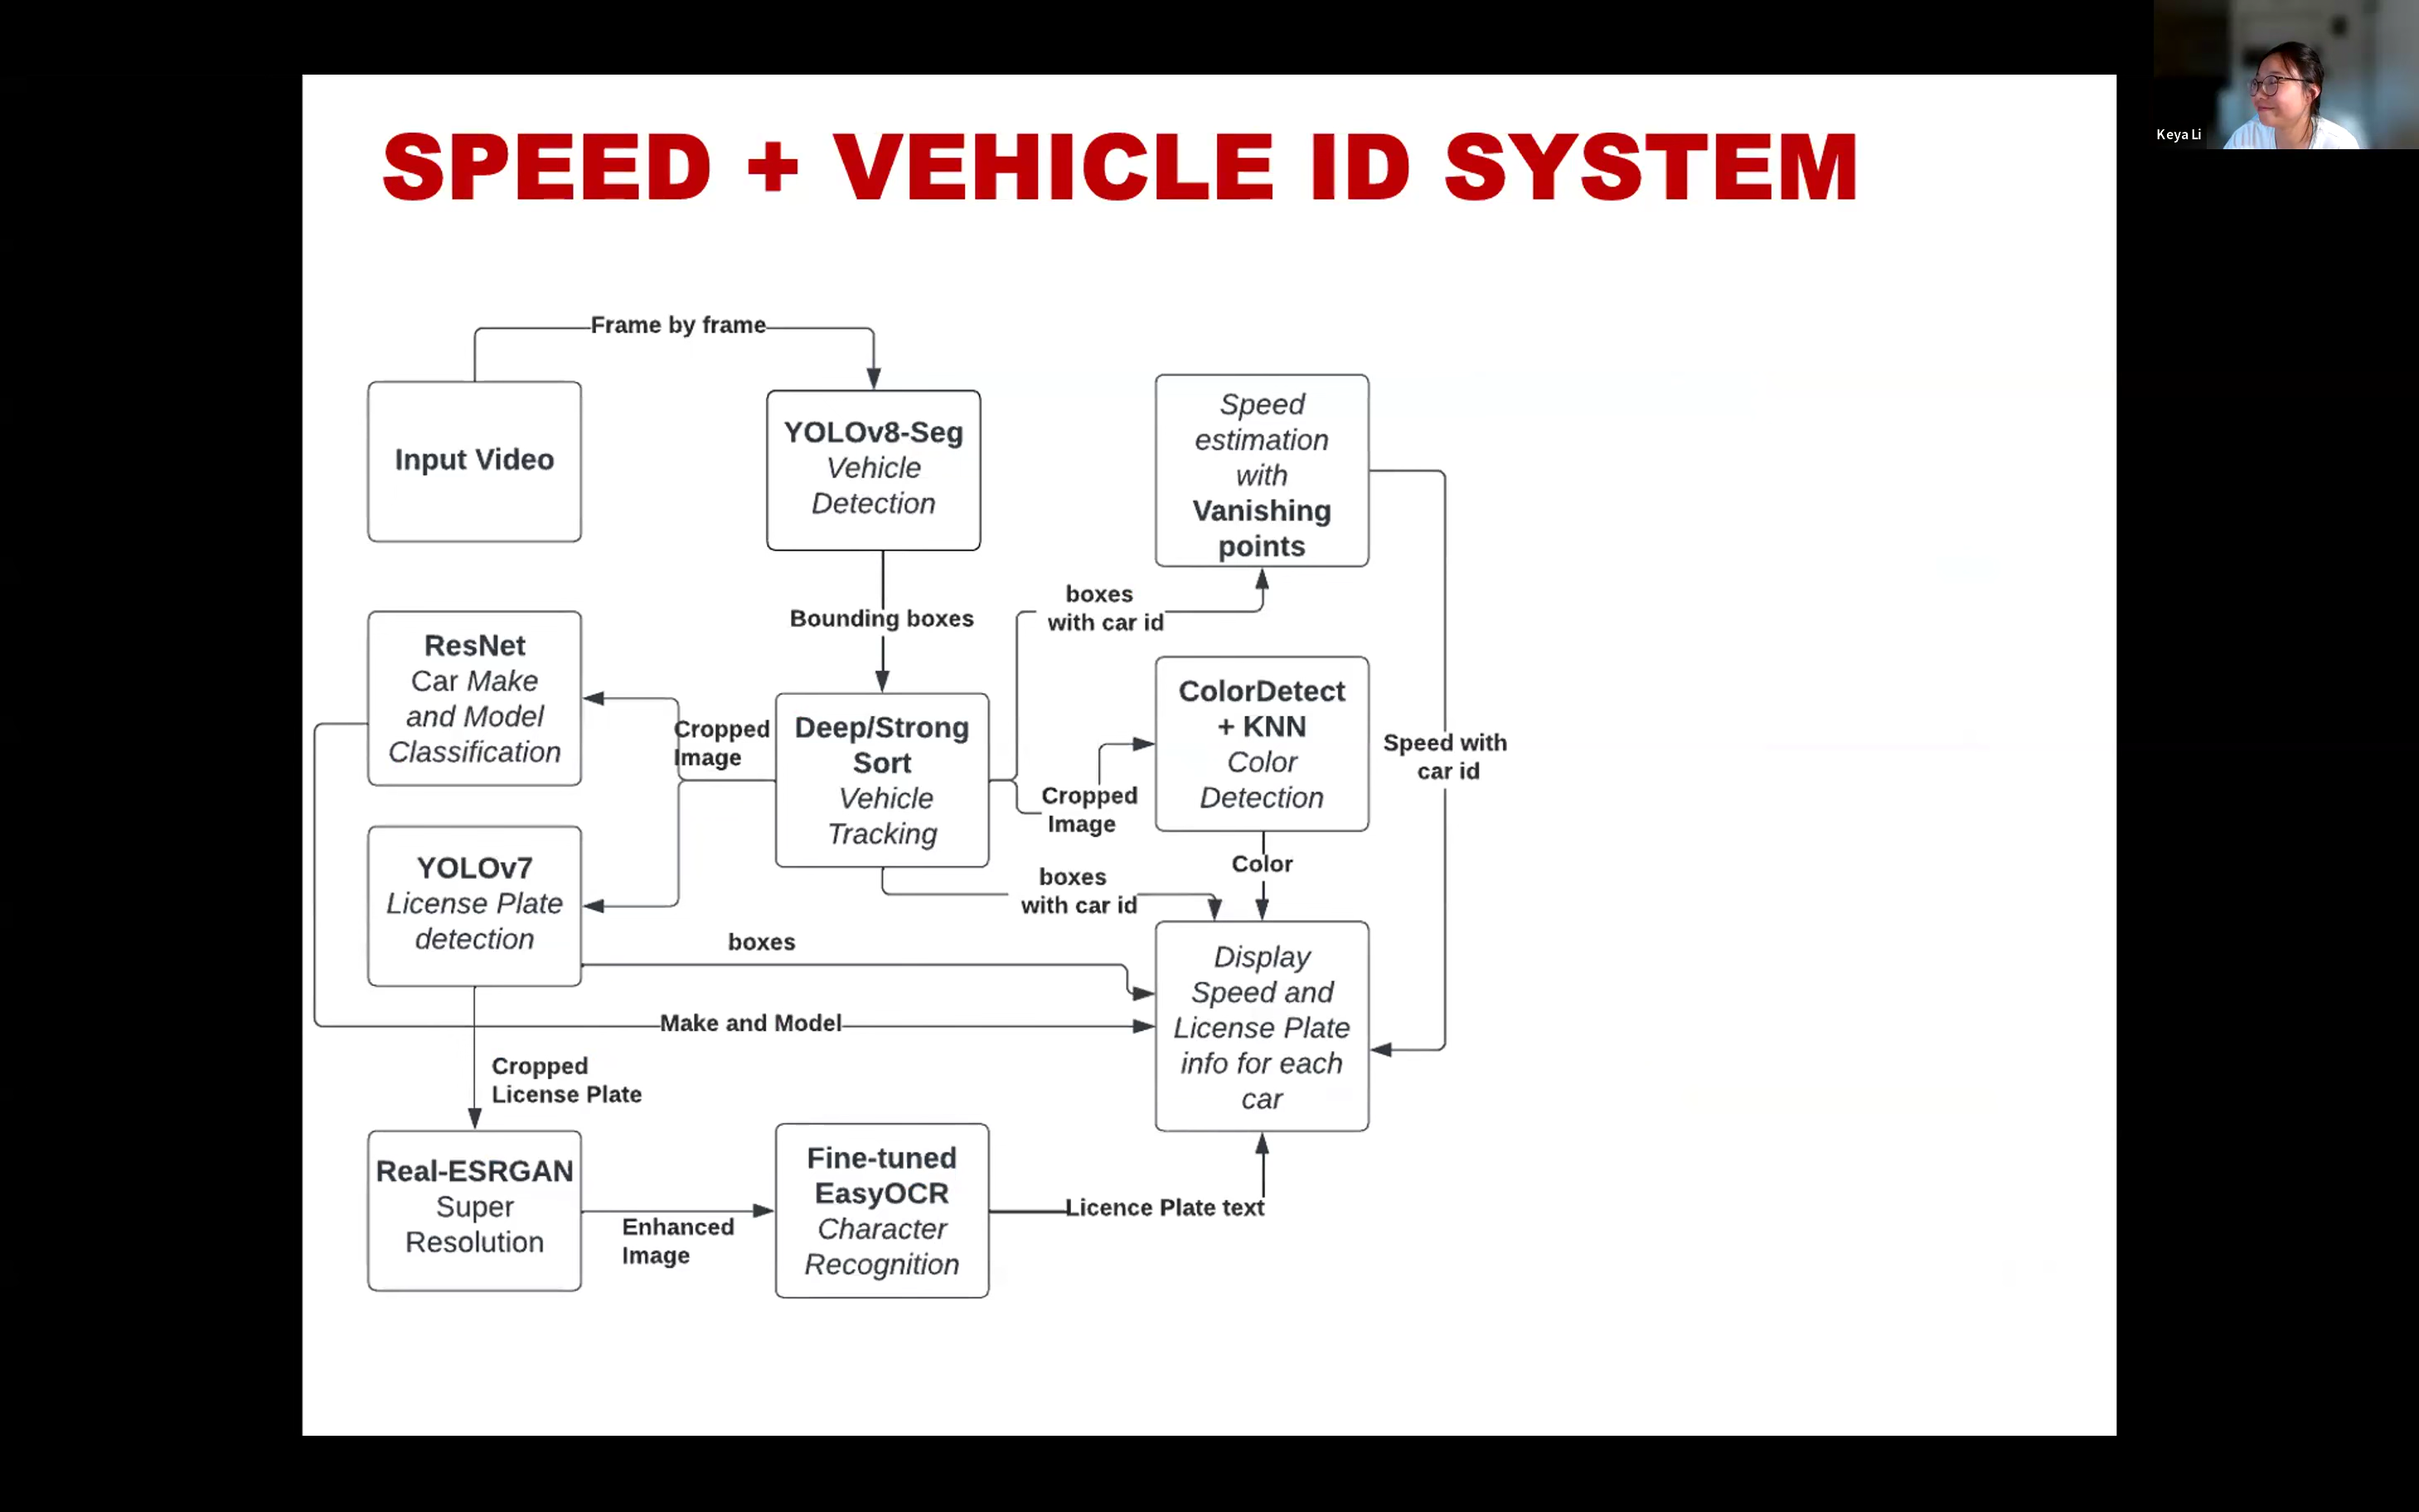 SPEED + VEHICLE ID SYSTEM
Keya Li
Frame by frame
Input Video
YOLOv8-Seg
Vehicle
Detection
Speed
estimation
with
Vanishing
points
Bounding boxes
boxes
with car id
ResNet
Car Make
and Model
Classification
Cropped
Image
Deep/Strong
Sort
Vehicle
Tracking
Cropped
Image
ColorDetect
+ KNN
Color
Detection
Speed with
car id
YOLOv7
License Plate
detection
boxes
with car id
Color
boxes
Make and Model
Display
Speed and
License Plate
info for each
car
Cropped
License Plate
Real-ESRGAN
Super
Resolution
Enhanced
Image
Fine-tuned
EasyOCR
Character
Recognition
Licence Plate text